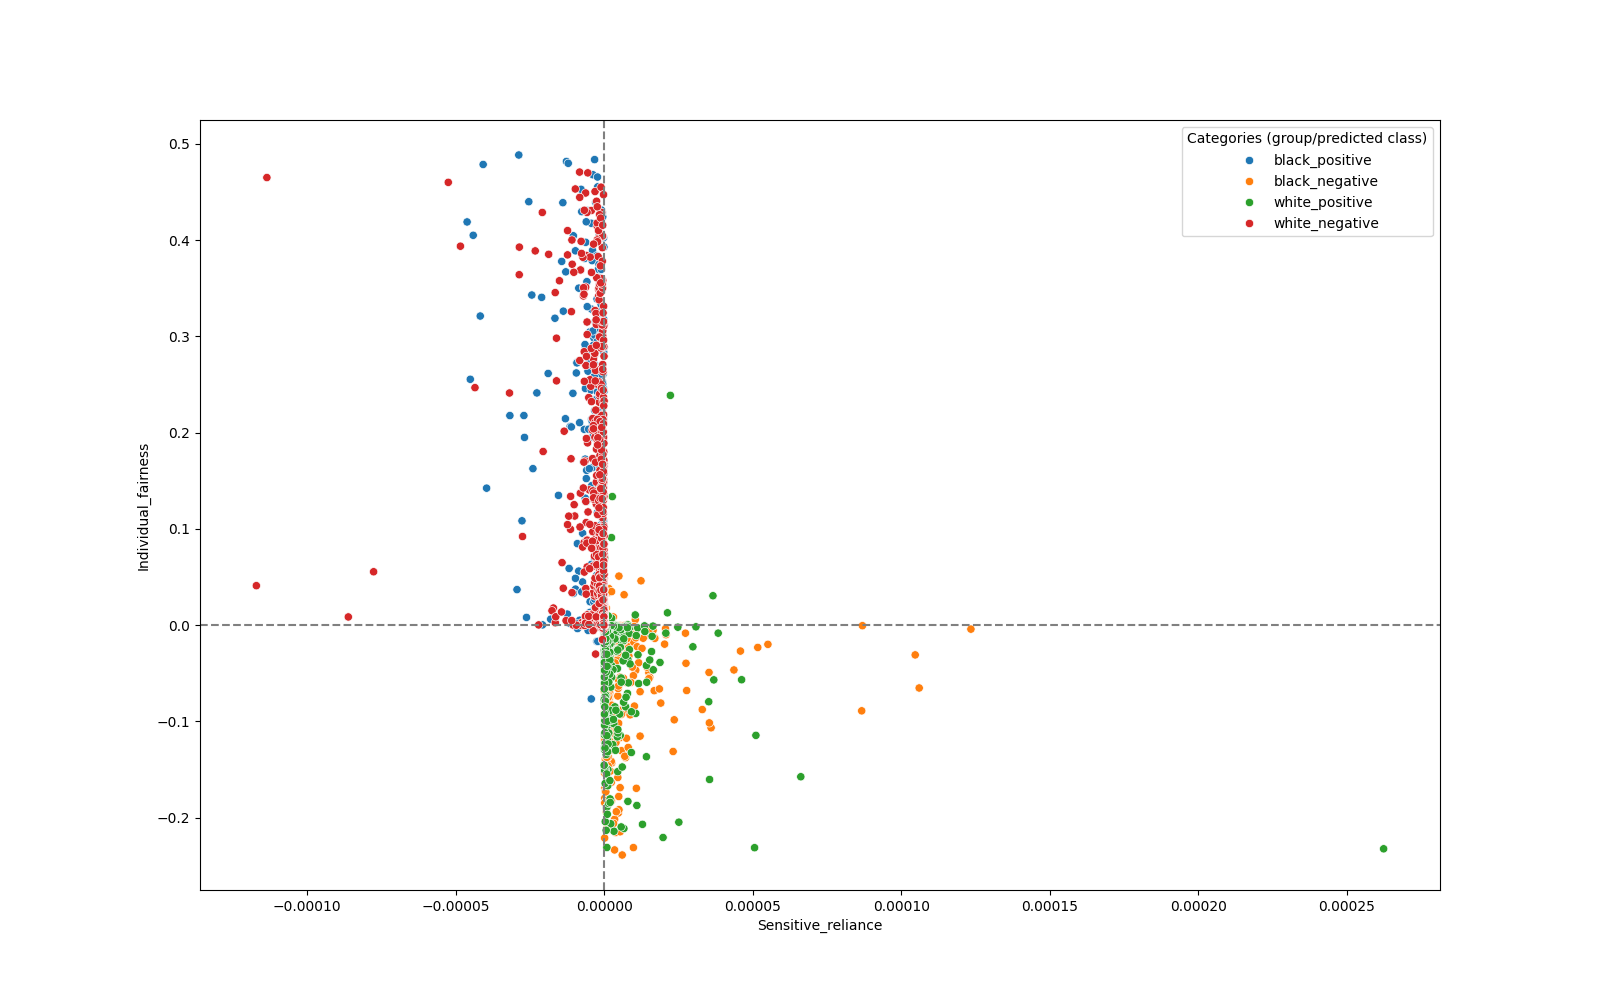 Categories (group/predicted class)
black_positive
black_negative
white_positive
white_negative
0.5
0.4
0.3
0.2
0.1
0.0
−0.1
−0.2
Individual_fairness
−0.00010
−0.00005
0.00000
0.00005
0.00010
0.00015
0.00020
0.00025
Sensitive_reliance